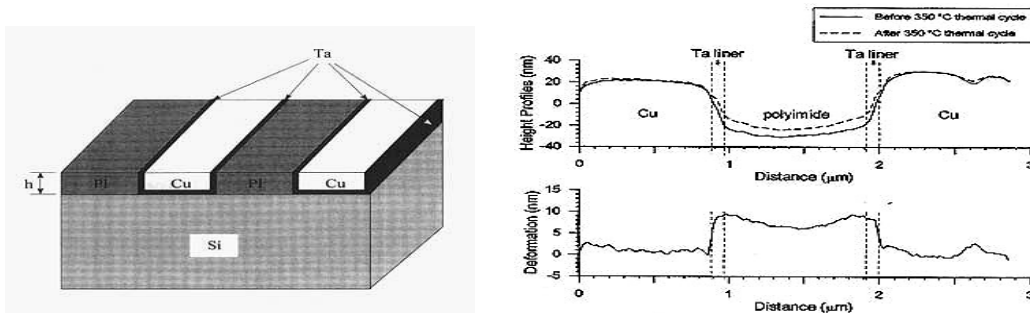 Ta
h
PI
Cu
PI
Cu
Si
Before 350 °C thermal cycle
After 350 °C thermal cycle
Ta liner
Ta liner
Height Profiles (nm)
40
20
0
-20
-40
Cu
polyimide
Cu
0
1
2
3
Distance (μm)
Deformation (nm)
15
10
5
0
-5
0
1
2
3
Distance (μm)